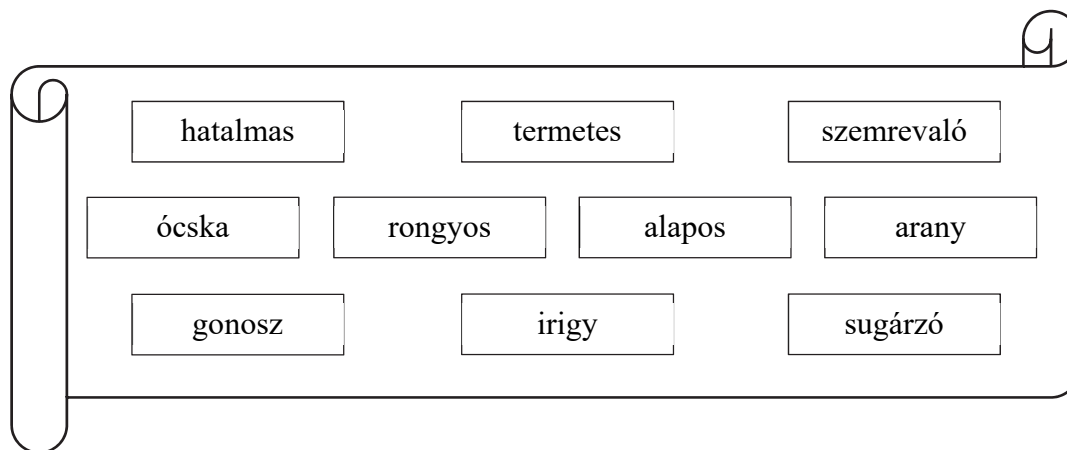 hatalmas termetes szemrevaló
ócska rongyos alapos arany
gonosz irigy sugárzó